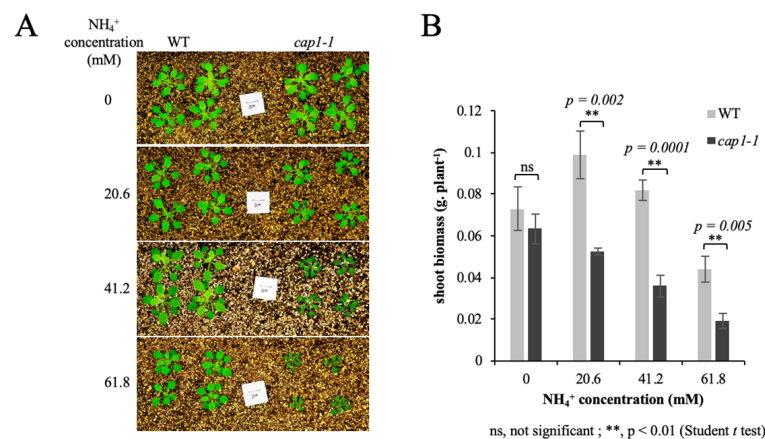 A
NH₄⁺
concentration
(mM)
WT
cap1-1
0
20.6
41.2
61.8
B
shoot biomass (g. plant⁻¹)
0.12
0.1
0.08
0.06
0.04
0.02
0
WT
cap1-1
ns
p = 0.002
**
p = 0.0001
**
p = 0.005
**
0 20.6 41.2 61.8
NH₄⁺ concentration (mM)
ns, not significant ; **, p < 0.01 (Student t test)